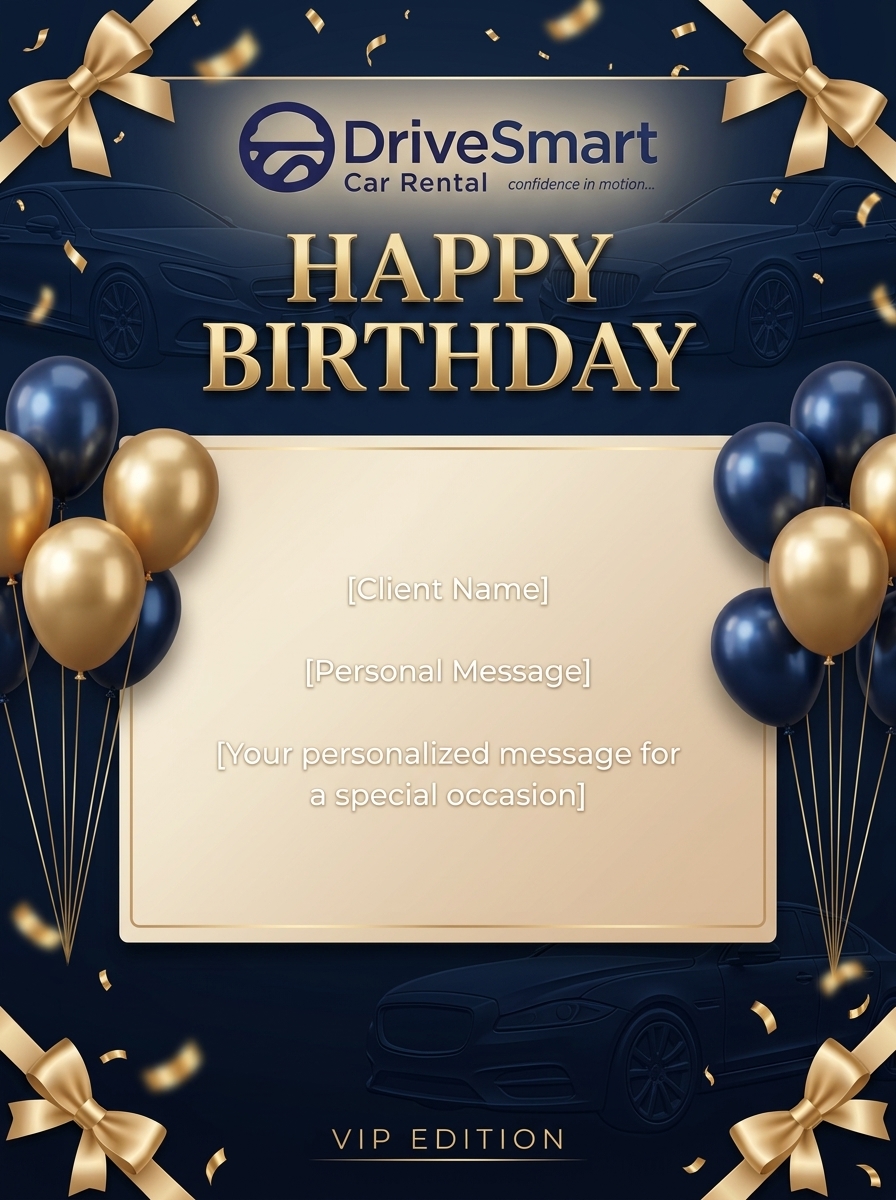 DriveSmart
Car Rental confidence in motion...
HAPPY
BIRTHDAY
[Client Name]
[Personal Message]
[Your personalized message for
a special occasion]
VIP EDITION